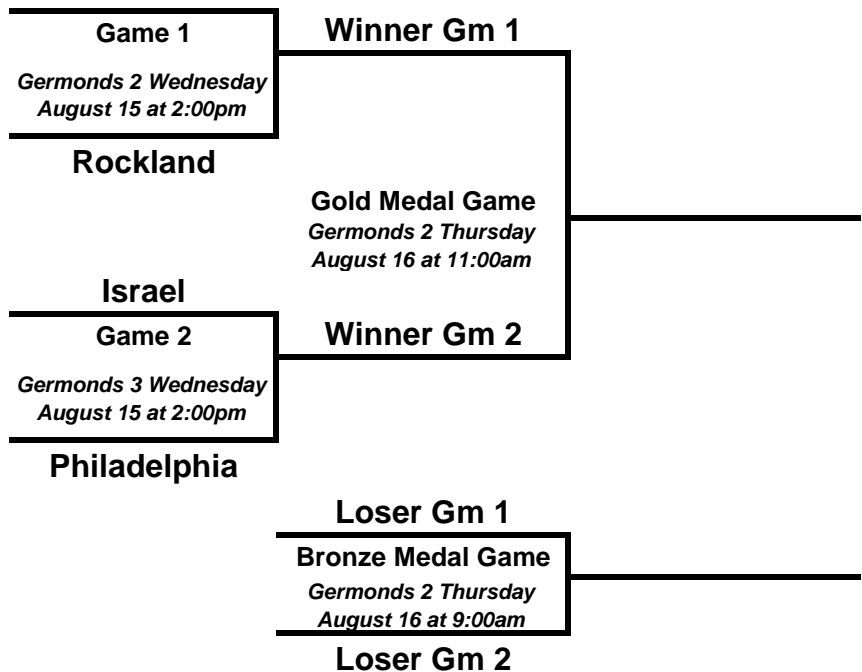 Game 1
Winner Gm 1
Germonds 2 Wednesday
August 15 at 2:00pm
Rockland
Gold Medal Game
Germonds 2 Thursday
August 16 at 11:00am
Israel
Game 2
Winner Gm 2
Germonds 3 Wednesday
August 15 at 2:00pm
Philadelphia
Loser Gm 1
Bronze Medal Game
Germonds 2 Thursday
August 16 at 9:00am
Loser Gm 2